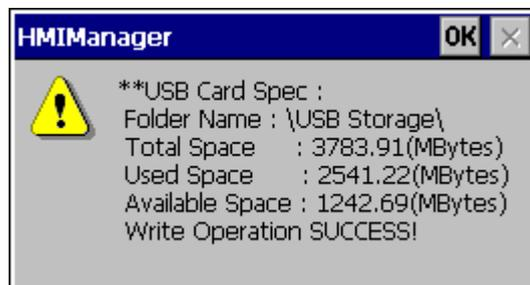 HMIManager OK ×
**USB Card Spec :
Folder Name : \USB Storage\
Total Space : 3783.91(MBytes)
Used Space : 2541.22(MBytes)
Available Space : 1242.69(MBytes)
Write Operation SUCCESS!